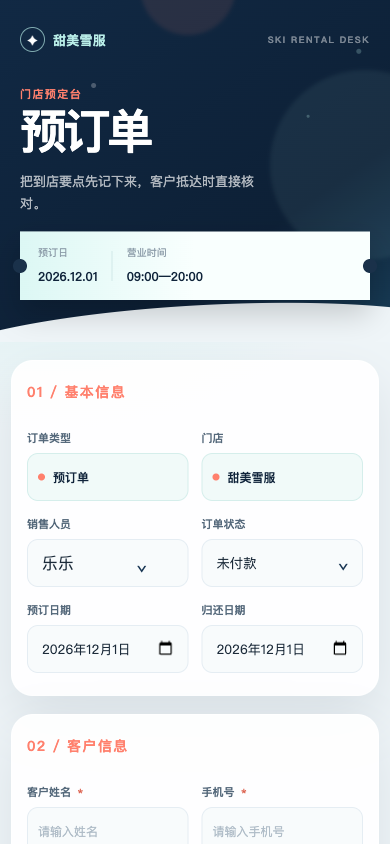 甜美雪服
SKI RENTAL DESK
门店预定台
预订单
把到店要点先记下来，客户抵达时直接核
对。
预订日 营业时间
2026.12.01 09:00—20:00
01 / 基本信息
订单类型 门店
预订单 甜美雪服
销售人员 订单状态
乐乐 未付款
预订日期 归还日期
2026年12月1日 2026年12月1日
02 / 客户信息
客户姓名 * 手机号 *
请输入姓名 请输入手机号